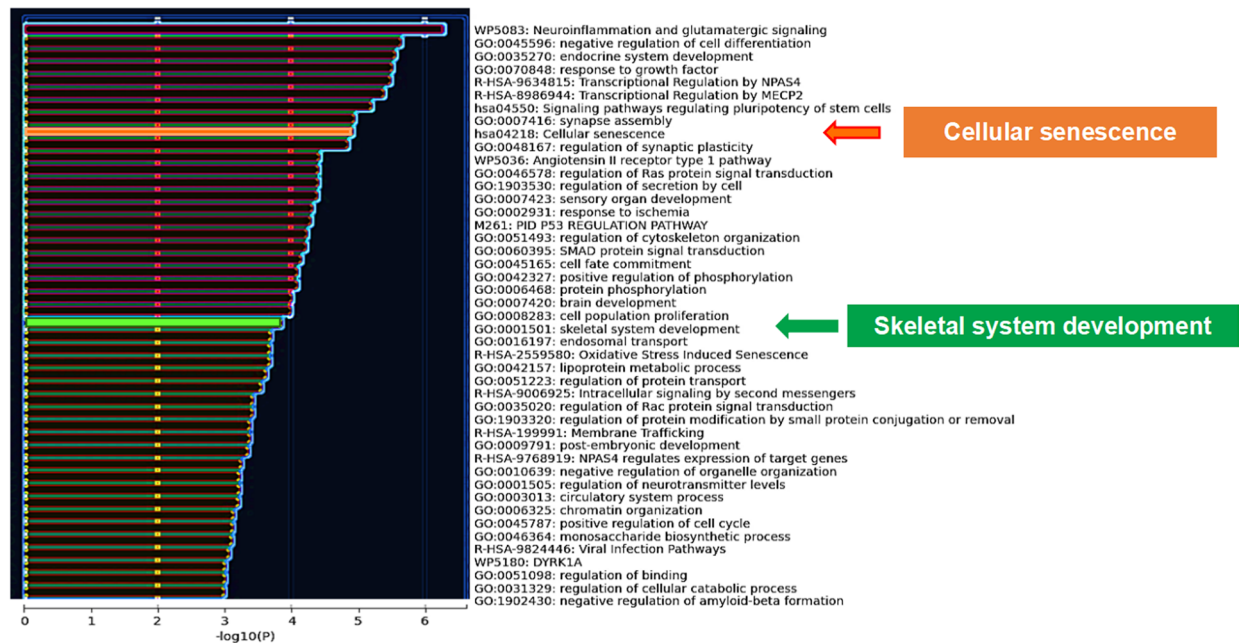 WP5083: Neuroinflammation and glutamatergic signaling
GO:0045596: negative regulation of cell differentiation
GO:0035270: endocrine system development
GO:0070848: response to growth factor
R-HSA-9634815: Transcriptional Regulation by NPAS4
R-HSA-8986944: Transcriptional Regulation by MECP2
hsa04550: Signaling pathways regulating pluripotency of stem cells
GO:0007416: synapse assembly
hsa04218: Cellular senescence
GO:0048167: regulation of synaptic plasticity
WP5036: Angiotensin II receptor type 1 pathway
GO:0046578: regulation of Ras protein signal transduction
GO:1903530: regulation of secretion by cell
GO:0007423: sensory organ development
GO:0002931: response to ischemia
M261: PID P53 REGULATION PATHWAY
GO:0051493: regulation of cytoskeleton organization
GO:0060395: SMAD protein signal transduction
GO:0045165: cell fate commitment
GO:0042327: positive regulation of phosphorylation
GO:0006468: protein phosphorylation
GO:0007420: brain development
GO:0008283: cell population proliferation
GO:0001501: skeletal system development
GO:0016197: endosomal transport
R-HSA-2559580: Oxidative Stress Induced Senescence
GO:0042157: lipoprotein metabolic process
GO:0051223: regulation of protein transport
R-HSA-9006925: Intracellular signaling by second messengers
GO:0035020: regulation of Rac protein signal transduction
GO:1903320: regulation of protein modification by small protein conjugation or removal
R-HSA-199991: Membrane Trafficking
GO:0009791: post-embryonic development
R-HSA-9768919: NPAS4 regulates expression of target genes
GO:0010639: negative regulation of organelle organization
GO:0001505: regulation of neurotransmitter levels
GO:0003013: circulatory system process
GO:0006325: chromatin organization
GO:0045787: positive regulation of cell cycle
GO:0046364: monosaccharide biosynthetic process
R-HSA-9824446: Viral Infection Pathways
WP5180: DYRK1A
GO:0051098: regulation of binding
GO:0031329: regulation of cellular catabolic process
GO:1902430: negative regulation of amyloid-beta formation
Cellular senescence
Skeletal system development
0 1 2 3 4 5 6
-log10(P)